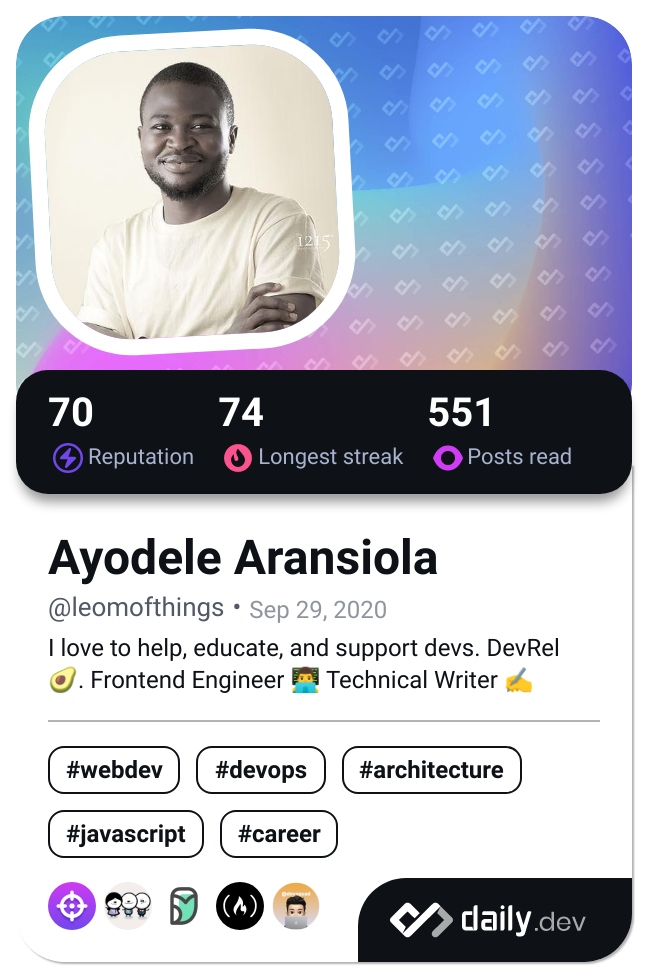 1215
70
74
551
Reputation
Longest streak
Posts read
Ayodele Aransiola
@leomofthings • Sep 29, 2020
I love to help, educate, and support devs. DevRel
🥑. Frontend Engineer 👨‍💻 Technical Writer ✍️
#webdev
#devops
#architecture
#javascript
#career
daily.dev